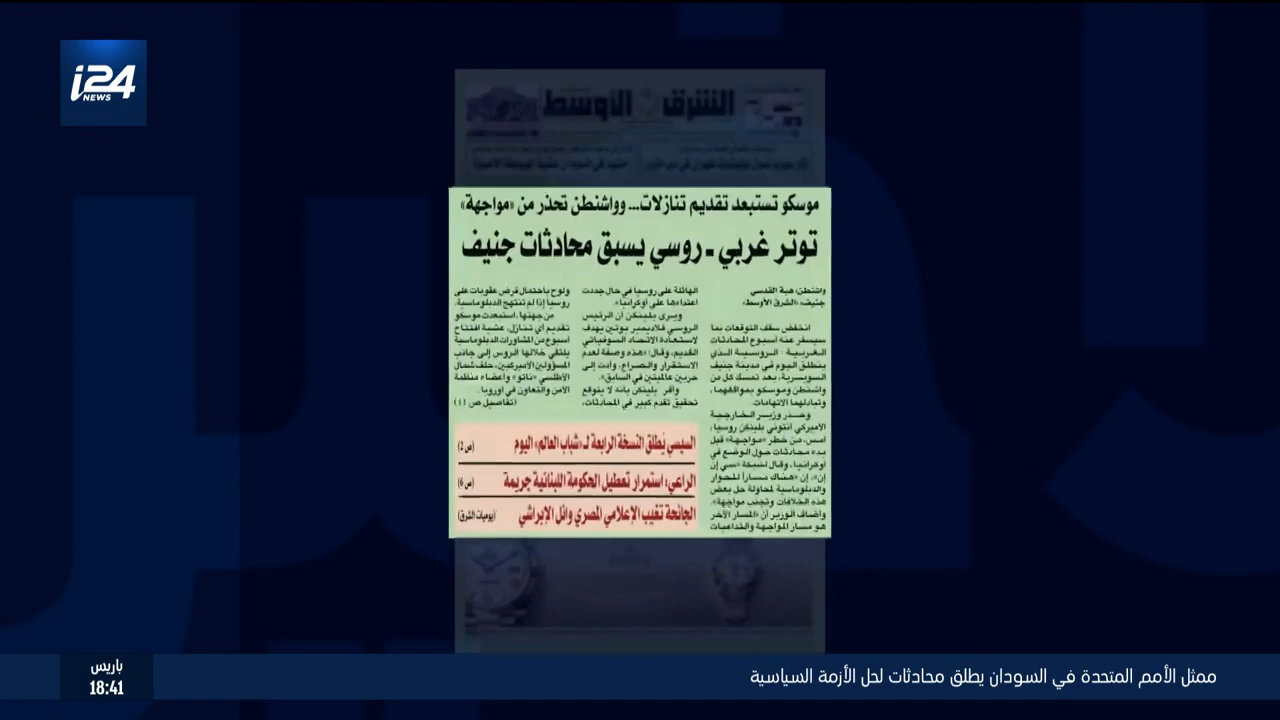 i24
NEWS
الشرق الأوسط
موسكو تستبعد تقديم تنازلات... وواشنطن تحذر من «مواجهة»
توتر غربي ـ روسي يسبق محادثات جنيف
واشنطن: هبة القدسي
جنيف: «الشرق الأوسط»
انخفض سقف التوقعات بما
سيسفر عنه أسبوع المحادثات
الغربية - الروسية الذي
ينطلق اليوم في مدينة جنيف
السويسرية، بعد تمسك كل من
واشنطن وموسكو بمواقفهما،
وتبادلهما الاتهامات.
وحذر وزير الخارجية
الأميركي أنتوني بلينكن روسيا،
أمس، من خطر «مواجهة» قبل
بدء محادثات حول الوضع في
أوكرانيا. وقال لشبكة «سي إن
إن»، إن «هناك مساراً للحوار
والدبلوماسية لمحاولة حل بعض
هذه الخلافات وتجنب مواجهة».
وأضاف الوزير أن «المسار الآخر
هو مسار المواجهة والتداعيات
الهائلة على روسيا في حال جددت
اعتداءها على أوكرانيا».
ويرى بلينكن أن الرئيس
الروسي فلاديمير بوتين يهدف
لاستعادة الاتحاد السوفياتي
القديم، وقال: «هذه وصفة لعدم
الاستقرار والصراع، وأدت إلى
حربين عالميتين في السابق».
وأقر بلينكن بأنه لا يتوقع
تحقيق تقدم كبير في المحادثات،
ولوح باحتمال فرض عقوبات على
روسيا إذا لم تنتهج الدبلوماسية.
من جهتها، استبعدت موسكو
تقديم أي تنازل، عشية افتتاح
أسبوع من المشاورات الدبلوماسية
يلتقي خلالها الروس إلى جانب
المسؤولين الأميركيين، حلف شمال
الأطلسي «ناتو» وأعضاء منظمة
الأمن والتعاون في أوروبا.
(تفاصيل ص 11)
السيسي يُطلق النسخة الرابعة لـ«شباب العالم» اليوم (ص 2)
الراعي: استمرار تعطيل الحكومة اللبنانية جريمة (ص 6)
الجائحة تغيب الإعلامي المصري وائل الإبراشي (يوميات الشرق)
ممثل الأمم المتحدة في السودان يطلق محادثات لحل الأزمة السياسية
باريس
18:41